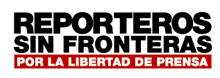 REPORTEROS
SIN FRONTERAS
POR LA LIBERTAD DE PRENSA